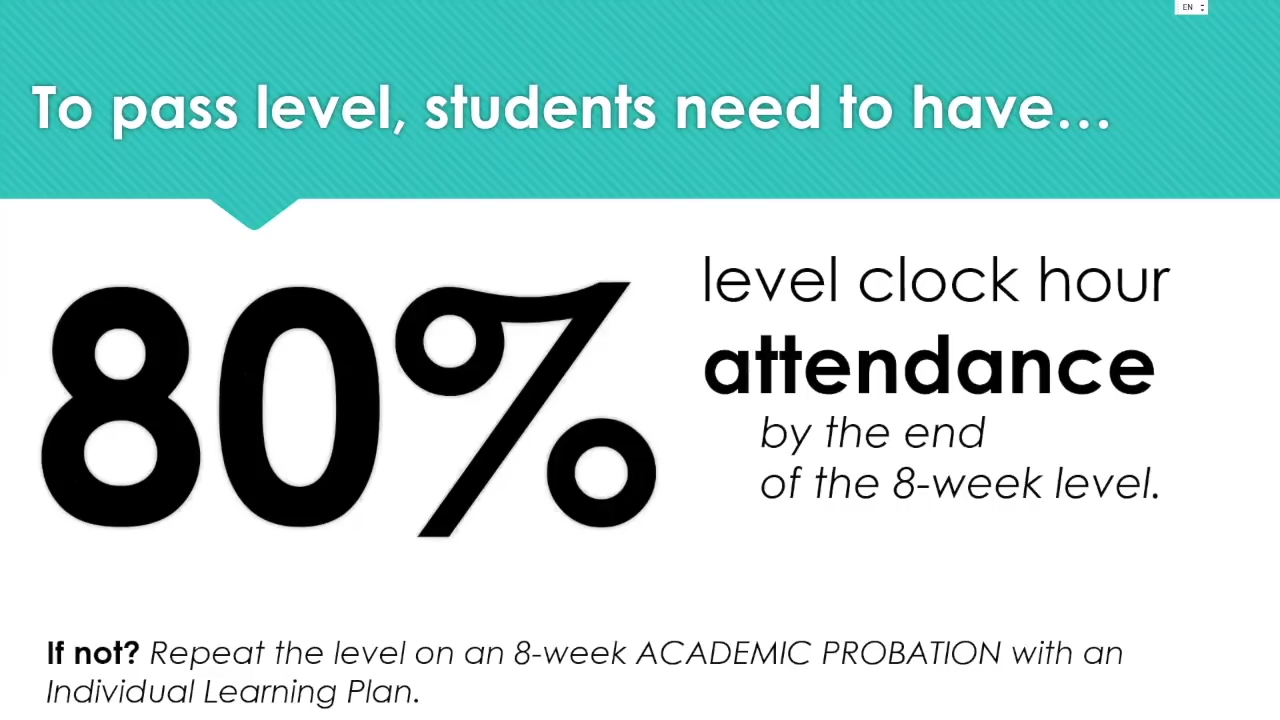 EN
To pass level, students need to have…
80%
level clock hour
attendance
by the end
of the 8-week level.
If not? Repeat the level on an 8-week ACADEMIC PROBATION with an
Individual Learning Plan.